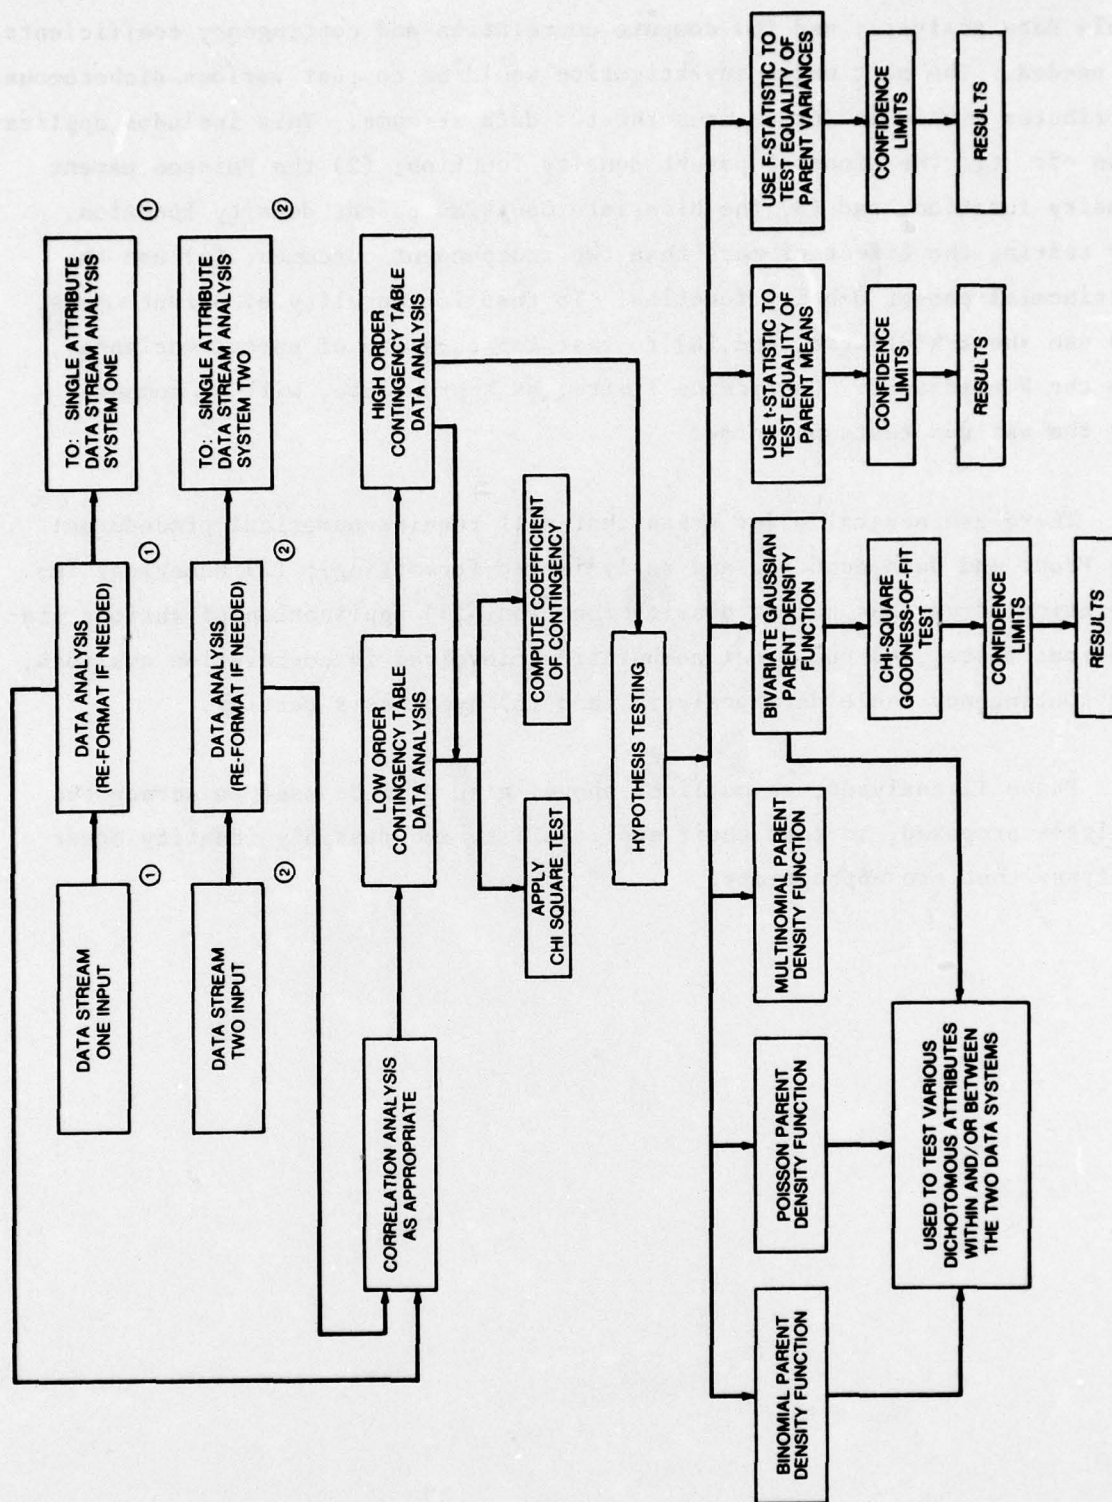 DATA STREAM
ONE INPUT
①
DATA ANALYSIS
(RE-FORMAT IF NEEDED)
①
TO: SINGLE ATTRIBUTE
DATA STREAM ANALYSIS
SYSTEM ONE
①
DATA STREAM
TWO INPUT
②
DATA ANALYSIS
(RE-FORMAT IF NEEDED)
②
TO: SINGLE ATTRIBUTE
DATA STREAM ANALYSIS
SYSTEM TWO
②
CORRELATION ANALYSIS
AS APPROPRIATE
LOW ORDER
CONTINGENCY TABLE
DATA ANALYSIS
HIGH ORDER
CONTINGENCY TABLE
DATA ANALYSIS
APPLY
CHI SQUARE TEST
COMPUTE COEFFICIENT
OF CONTINGENCY
HYPOTHESIS TESTING
BINOMIAL PARENT
DENSITY FUNCTION
POISSON PARENT
DENSITY FUNCTION
MULTINOMIAL PARENT
DENSITY FUNCTION
BIVARIATE GAUSSIAN
PARENT DENSITY
FUNCTION
USE t-STATISTIC TO
TEST EQUALITY OF
PARENT MEANS
USE F-STATISTIC TO
TEST EQUALITY OF
PARENT VARIANCES
USED TO TEST VARIOUS
DICHOTOMOUS ATTRIBUTES
WITHIN AND/OR BETWEEN
THE TWO DATA SYSTEMS
CHI-SQUARE
GOODNESS-OF-FIT
TEST
CONFIDENCE
LIMITS
RESULTS
CONFIDENCE
LIMITS
RESULTS
CONFIDENCE
LIMITS
RESULTS